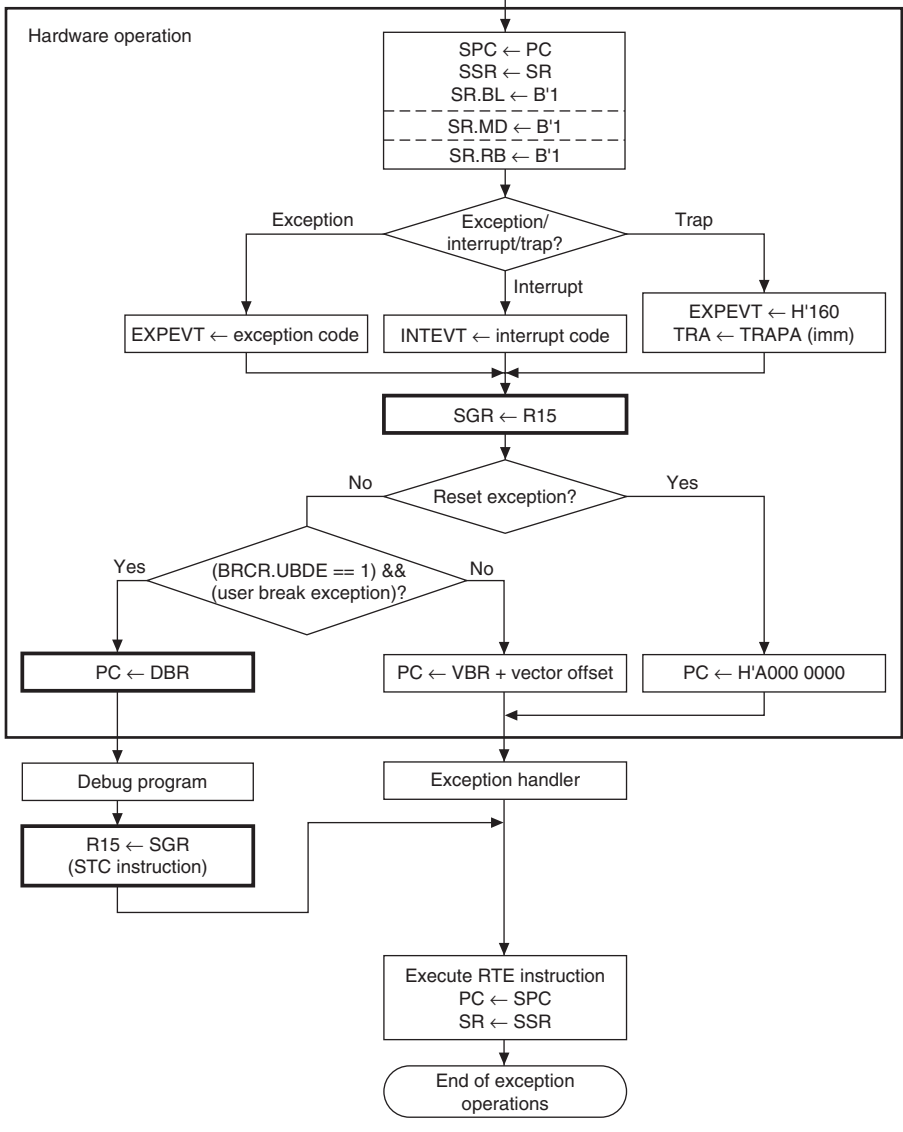 Hardware operation
SPC ← PC
SSR ← SR
SR.BL ← B'1
SR.MD ← B'1
SR.RB ← B'1
Exception
Exception/
interrupt/trap?
Trap
Interrupt
EXPEVT ← exception code
INTEVT ← interrupt code
EXPEVT ← H'160
TRA ← TRAPA (imm)
SGR ← R15
No
Reset exception?
Yes
Yes
(BRCR.UBDE == 1) &&
(user break exception)?
No
PC ← DBR
PC ← VBR + vector offset
PC ← H'A000 0000
Debug program
Exception handler
R15 ← SGR
(STC instruction)
Execute RTE instruction
PC ← SPC
SR ← SSR
End of exception
operations